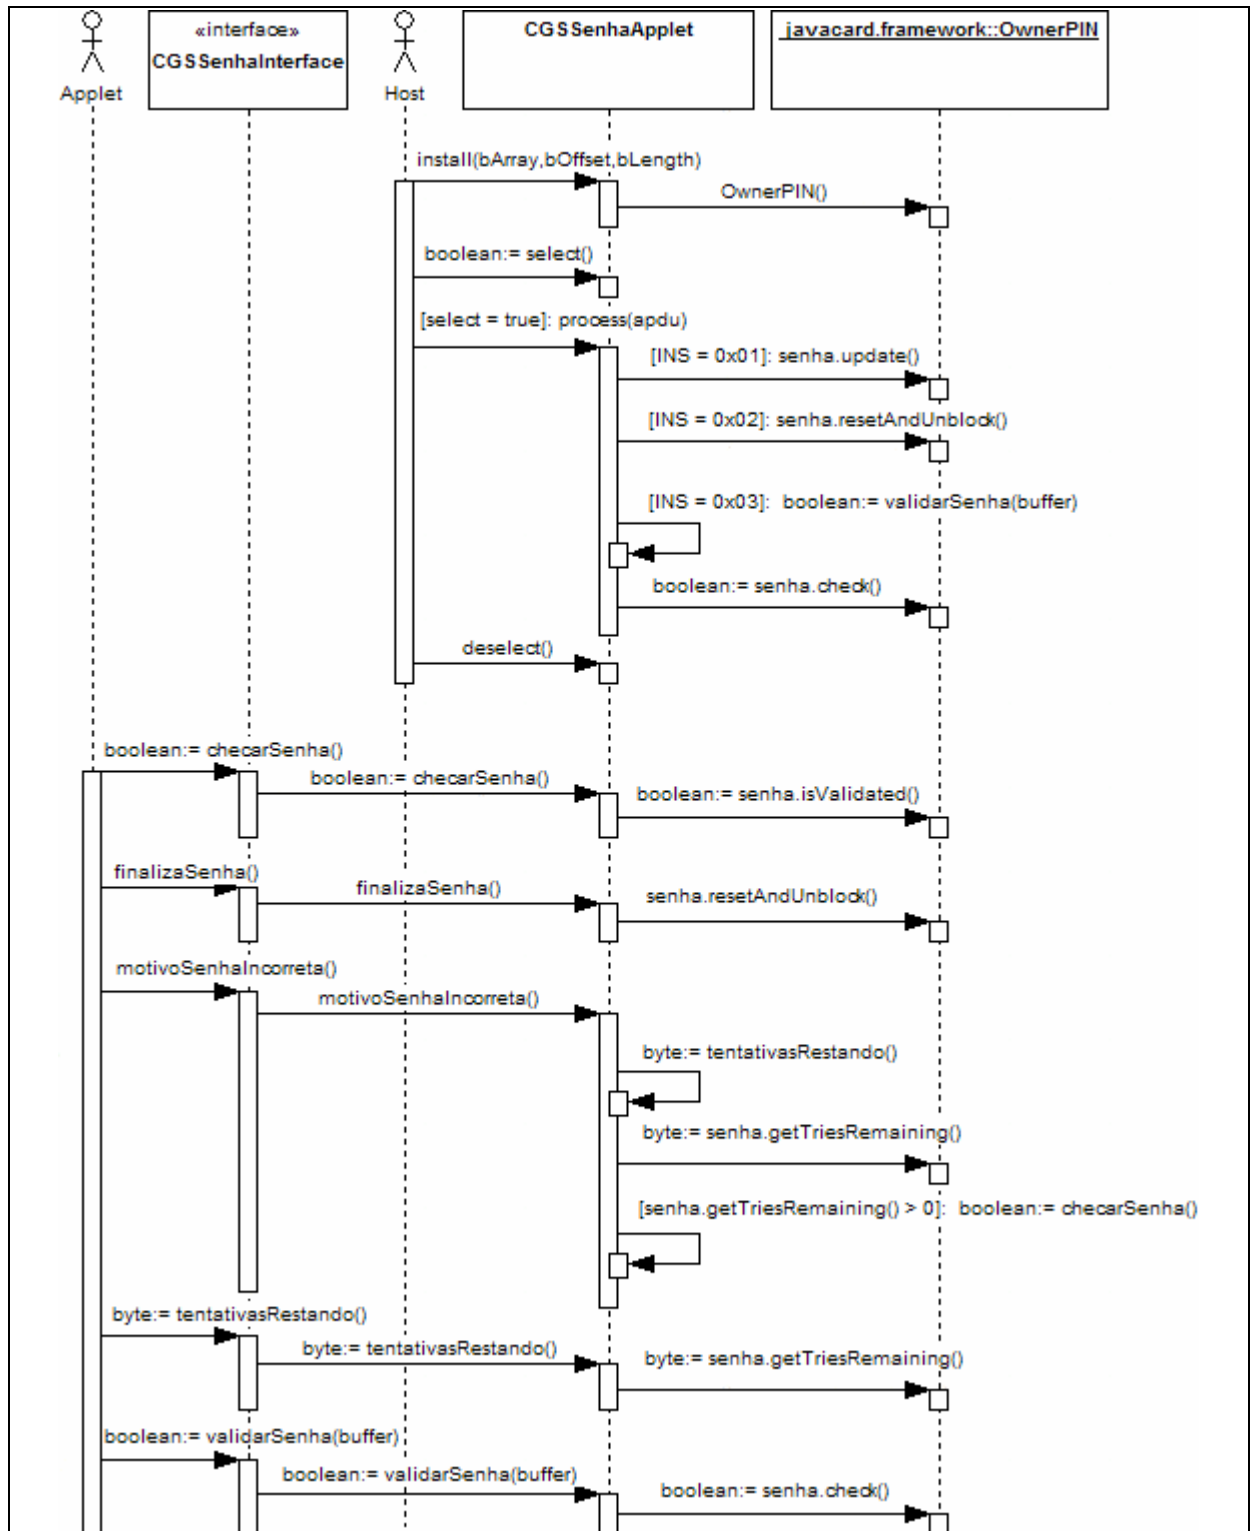 «interface»
CGSSenhaInterface
CGSSenhaApplet
javacard.framework::OwnerPIN
Applet
Host
install(bArray,bOffset,bLength)
OwnerPIN()
boolean:= select()
[select = true]: process(apdu)
[INS = 0x01]: senha.update()
[INS = 0x02]: senha.resetAndUnblock()
[INS = 0x03]: boolean:= validarSenha(buffer)
boolean:= senha.check()
deselect()
boolean:= checarSenha()
boolean:= checarSenha()
boolean:= senha.isValidated()
finalizaSenha()
finalizaSenha()
senha.resetAndUnblock()
motivoSenhaIncorreta()
motivoSenhaIncorreta()
byte:= tentativasRestando()
byte:= senha.getTriesRemaining()
[senha.getTriesRemaining() > 0]: boolean:= checarSenha()
byte:= tentativasRestando()
byte:= tentativasRestando()
byte:= senha.getTriesRemaining()
boolean:= validarSenha(buffer)
boolean:= validarSenha(buffer)
boolean:= senha.check()